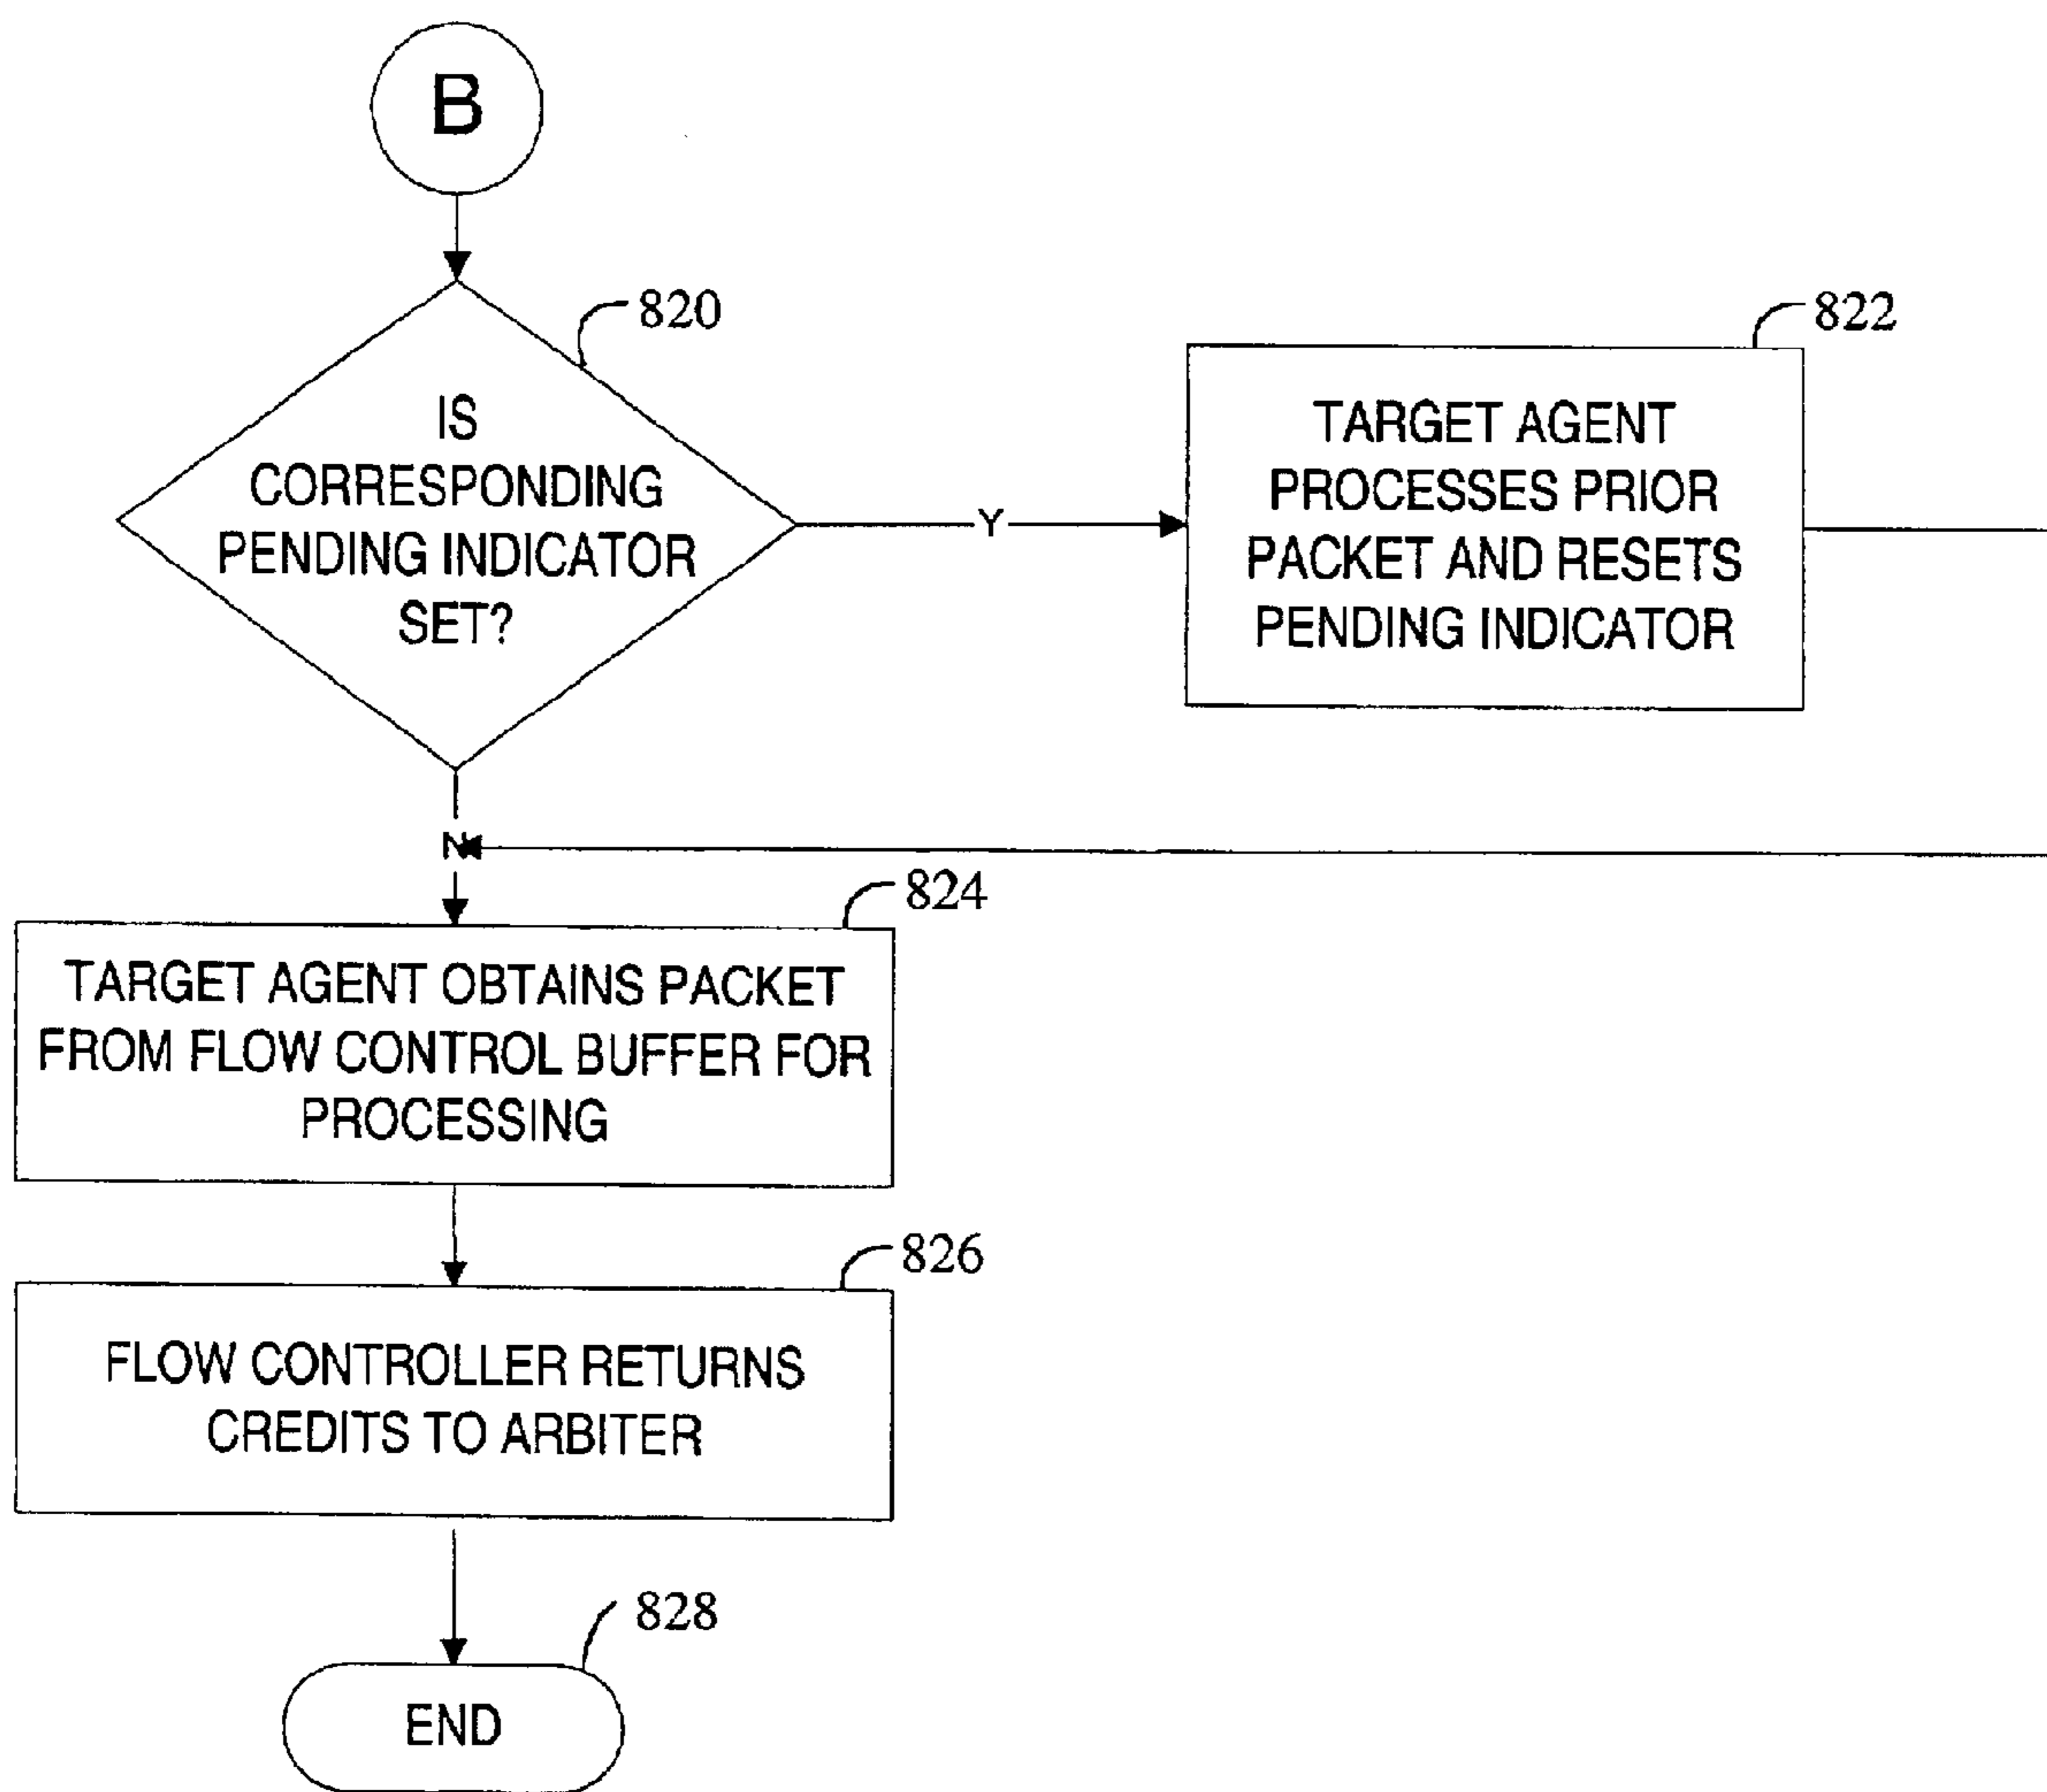 B
820
IS
CORRESPONDING
PENDING INDICATOR
SET?
Y
822
TARGET AGENT
PROCESSES PRIOR
PACKET AND RESETS
PENDING INDICATOR
N
824
TARGET AGENT OBTAINS PACKET
FROM FLOW CONTROL BUFFER FOR
PROCESSING
826
FLOW CONTROLLER RETURNS
CREDITS TO ARBITER
828
END